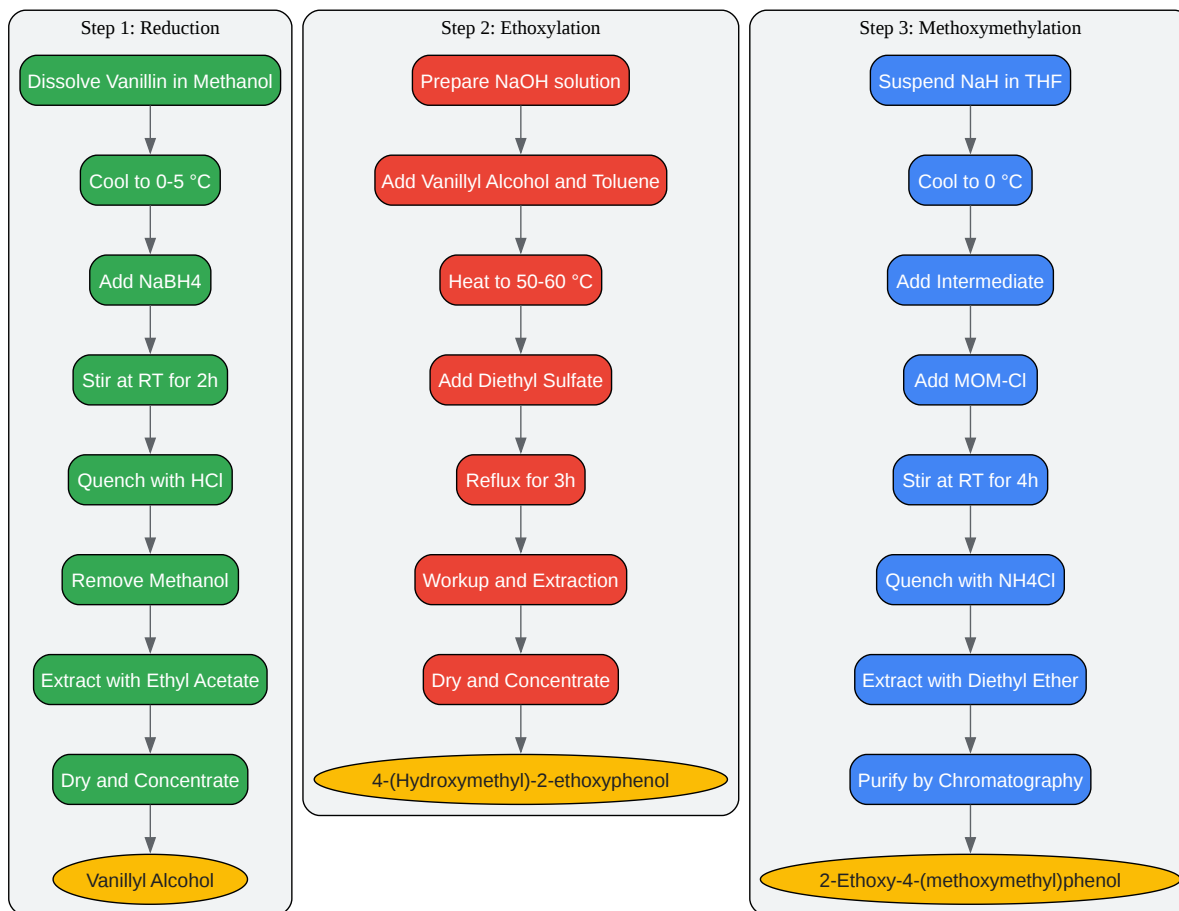 Step 1: Reduction
Dissolve Vanillin in Methanol
Cool to 0-5 °C
Add NaBH4
Stir at RT for 2h
Quench with HCl
Remove Methanol
Extract with Ethyl Acetate
Dry and Concentrate
Vanillyl Alcohol
Step 2: Ethoxylation
Prepare NaOH solution
Add Vanillyl Alcohol and Toluene
Heat to 50-60 °C
Add Diethyl Sulfate
Reflux for 3h
Workup and Extraction
Dry and Concentrate
4-(Hydroxymethyl)-2-ethoxyphenol
Step 3: Methoxymethylation
Suspend NaH in THF
Cool to 0 °C
Add Intermediate
Add MOM-Cl
Stir at RT for 4h
Quench with NH4Cl
Extract with Diethyl Ether
Purify by Chromatography
2-Ethoxy-4-(methoxymethyl)phenol